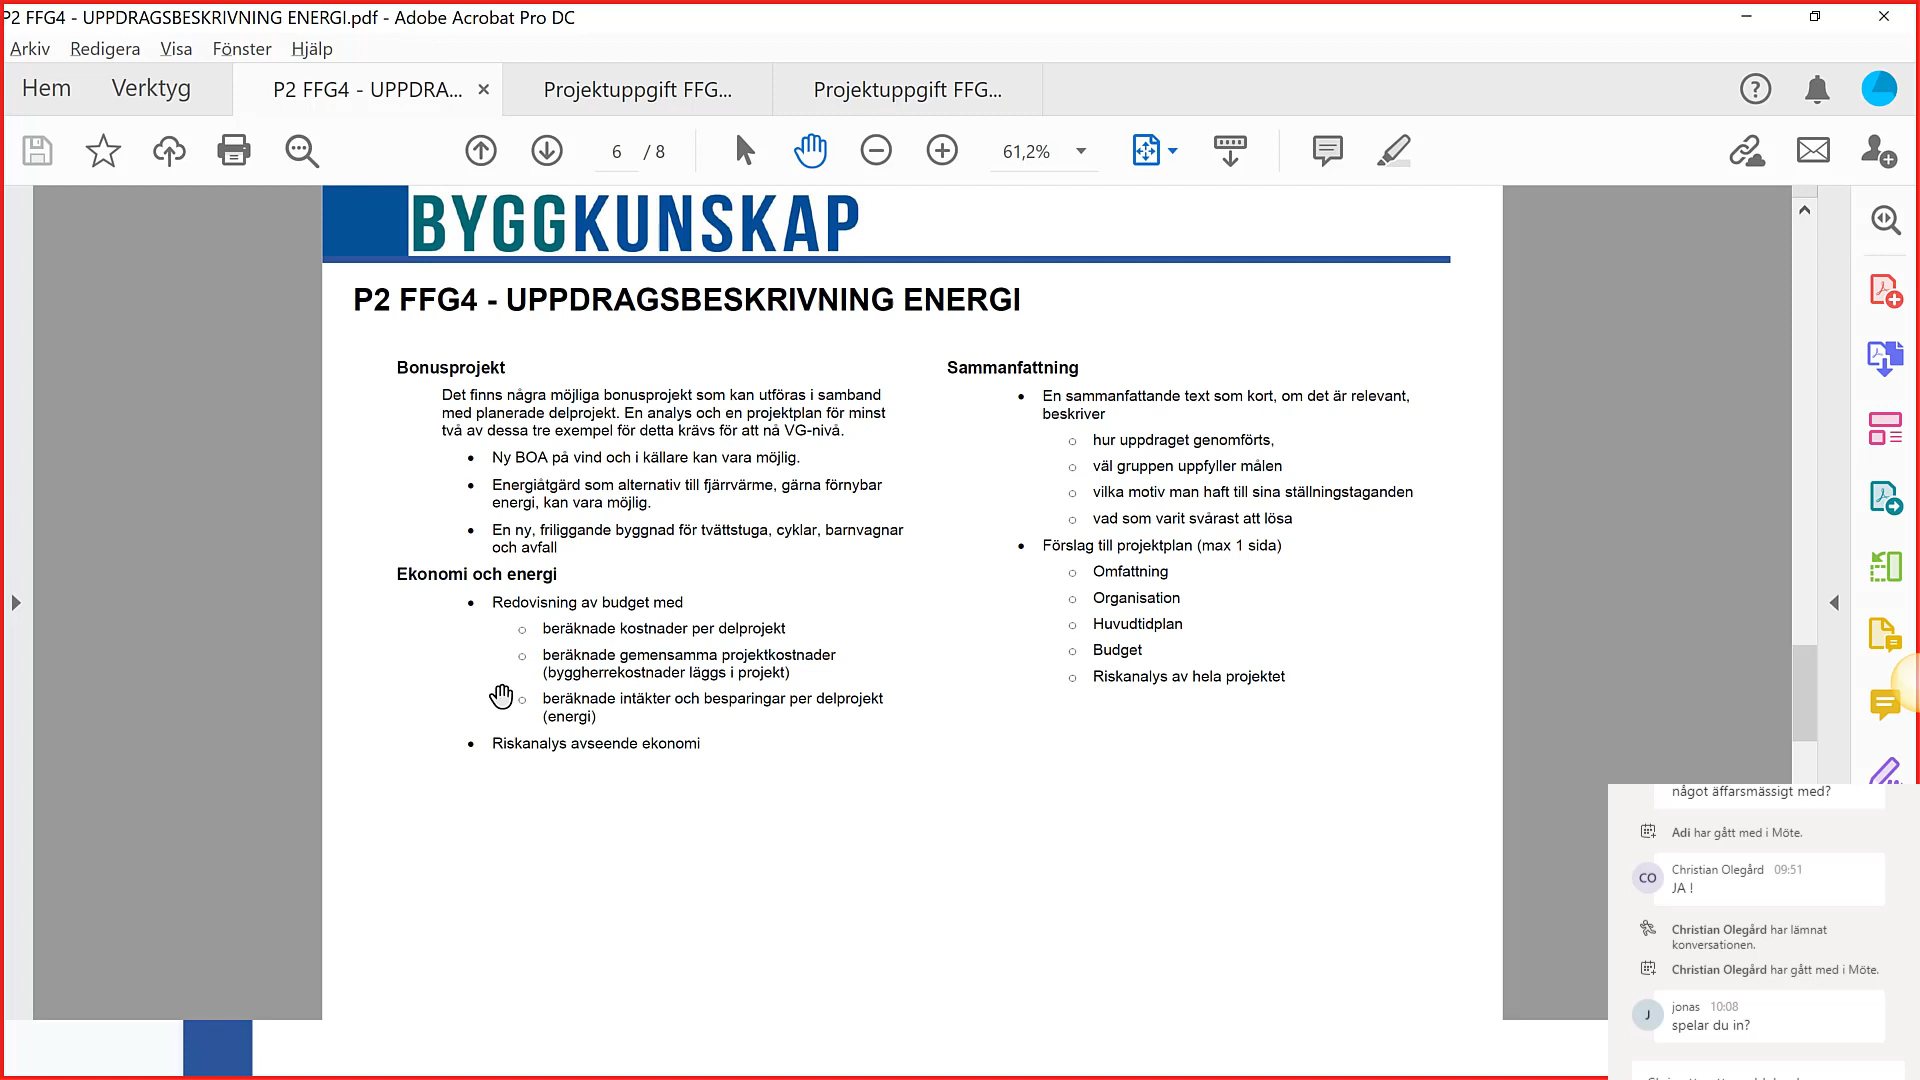 P2 FFG4 - UPPDRAGSBESKRIVNING ENERGI.pdf - Adobe Acrobat Pro DC
Arkiv Redigera Visa Fönster Hjälp
Hem Verktyg P2 FFG4 - UPPDRA... Projektuppgift FFG... Projektuppgift FFG...
6 / 8 61,2%
BYGGKUNSKAP
P2 FFG4 - UPPDRAGSBESKRIVNING ENERGI
Bonusprojekt
Det finns några möjliga bonusprojekt som kan utföras i samband
med planerade delprojekt. En analys och en projektplan för minst
två av dessa tre exempel för detta krävs för att nå VG-nivå.
• Ny BOA på vind och i källare kan vara möjlig.
• Energiåtgärd som alternativ till fjärrvärme, gärna förnybar
energi, kan vara möjlig.
• En ny, friliggande byggnad för tvättstuga, cyklar, barnvagnar
och avfall
Ekonomi och energi
• Redovisning av budget med
○ beräknade kostnader per delprojekt
○ beräknade gemensamma projektkostnader
(byggherrekostnader läggs i projekt)
○ beräknade intäkter och besparingar per delprojekt
(energi)
• Riskanalys avseende ekonomi
Sammanfattning
• En sammanfattande text som kort, om det är relevant,
beskriver
○ hur uppdraget genomförts,
○ väl gruppen uppfyller målen
○ vilka motiv man haft till sina ställningstaganden
○ vad som varit svårast att lösa
• Förslag till projektplan (max 1 sida)
○ Omfattning
○ Organisation
○ Huvudtidplan
○ Budget
○ Riskanalys av hela projektet
något äffarsmässigt med?
Adi har gått med i Möte.
CO Christian Olegård 09:51
JA !
Christian Olegård har lämnat
konversationen.
Christian Olegård har gått med i Möte.
J jonas 10:08
spelar du in?